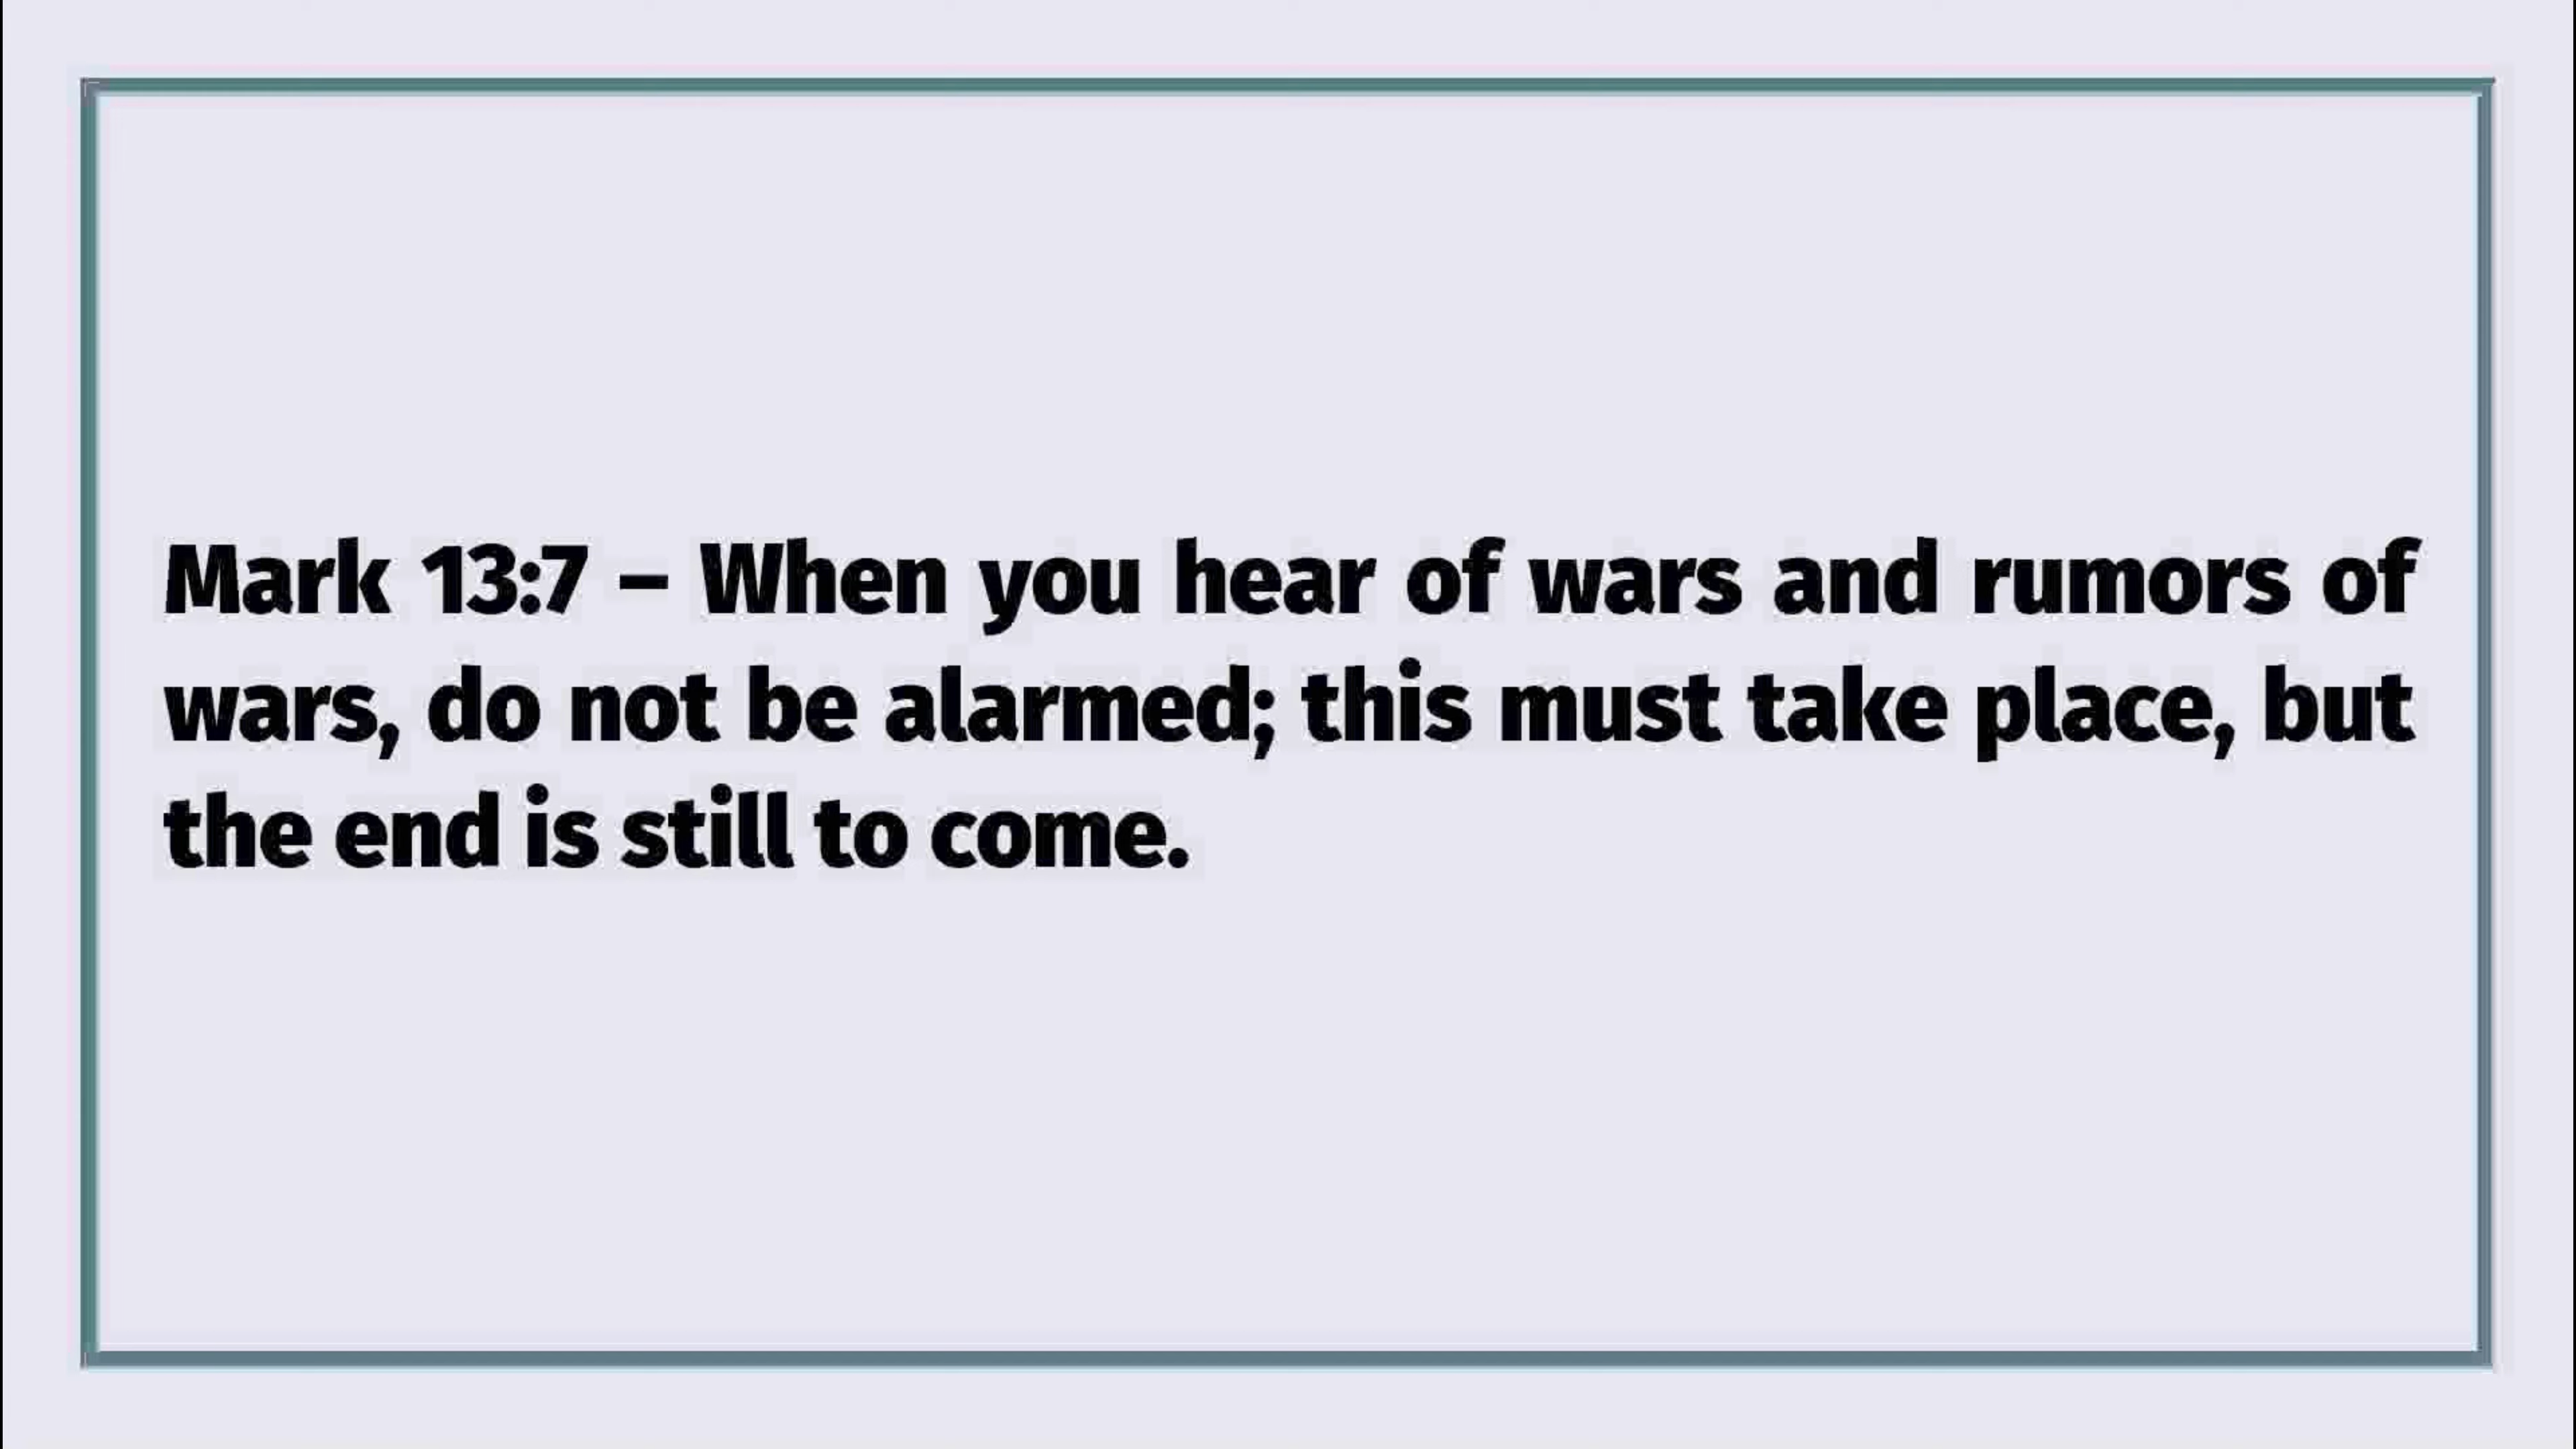 Mark 13:7 – When you hear of wars and rumors of
wars, do not be alarmed; this must take place, but
the end is still to come.